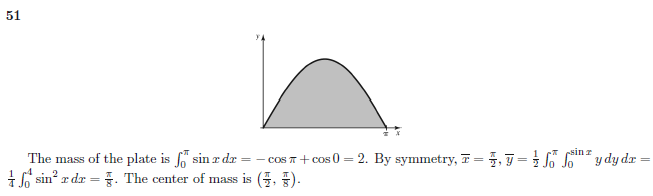 51
y
π x
The mass of the plate is ∫₀^π sin x dx = − cos π + cos 0 = 2. By symmetry, x̅ = π/2, y̅ = 1/2 ∫₀^π ∫₀^{sin x} y dy dx =
1/4 ∫₀^4 sin² x dx = π/8. The center of mass is (π/2, π/8).